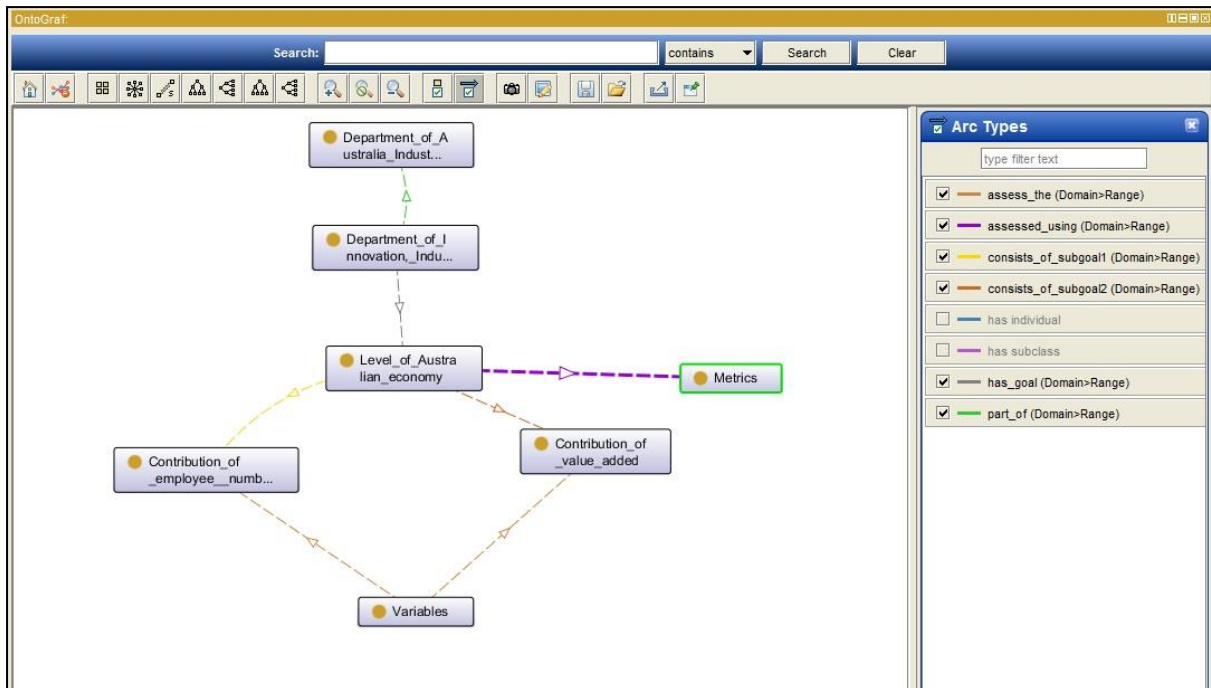 OntoGraf:
Search:
contains
Search
Clear
Arc Types
type filter text
assess_the (Domain>Range)
assessed_using (Domain>Range)
consists_of_subgoal1 (Domain>Range)
consists_of_subgoal2 (Domain>Range)
has individual
has subclass
has_goal (Domain>Range)
part_of (Domain>Range)
Department_of_A
ustralia_Indust...
Department_of_I
nnovation,_Indu...
Level_of_Austra
lian_economy
Metrics
Contribution_of
_employee__numb...
Contribution_of
_value_added
Variables